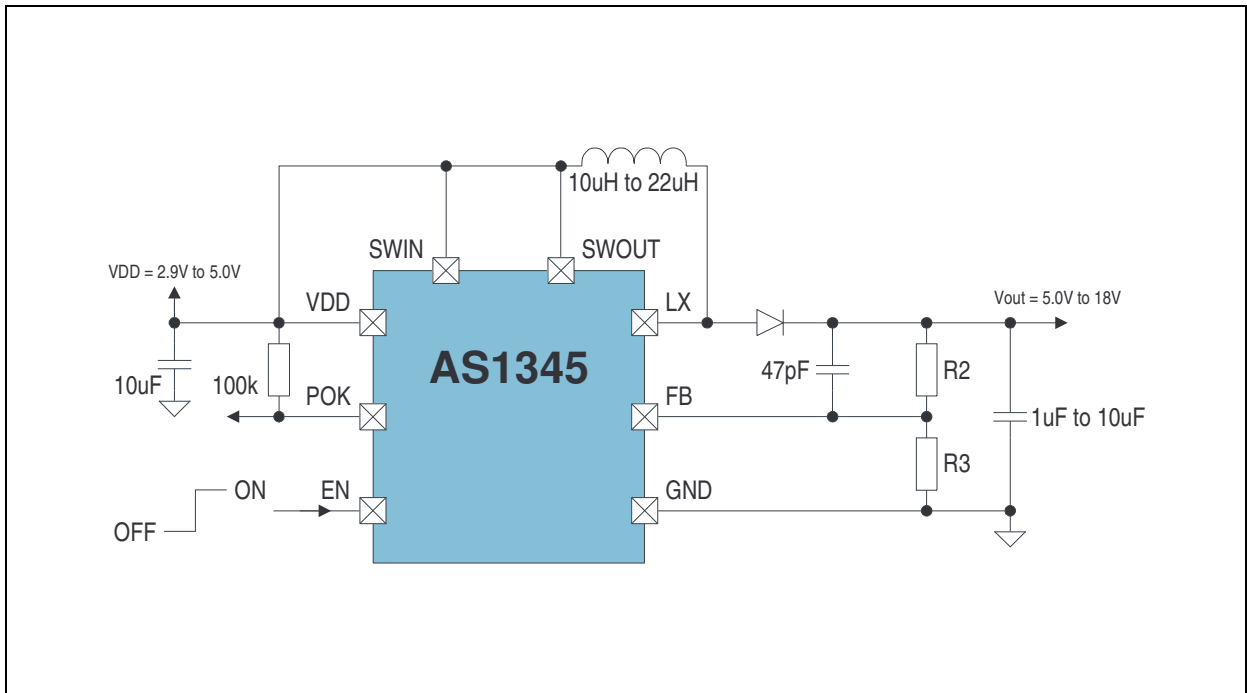 10uH to 22uH
SWIN
SWOUT
VDD = 2.9V to 5.0V
VDD
LX
Vout = 5.0V to 18V
AS1345
10uF
100k
POK
47pF
FB
R2
1uF to 10uF
R3
ON
EN
GND
OFF